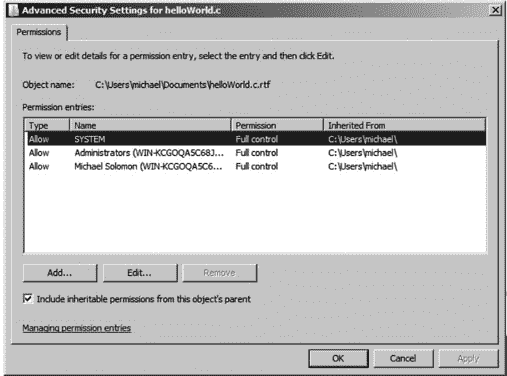 Advanced Security Settings for helloWorld.c
Permissions
To view or edit details for a permission entry, select the entry and then click Edit.
Object name: C:\Users\michael\Documents\helloWorld.c.rtf
Permission entries:
Type Name Permission Inherited From
Allow SYSTEM Full control C:\Users\michael\
Allow Administrators (WIN-KCGOQA5C68J... Full control C:\Users\michael\
Allow Michael Solomon (WIN-KCGOQA5C6... Full control C:\Users\michael\
Add... Edit... Remove
Include inheritable permissions from this object's parent
Managing permission entries
OK Cancel Apply